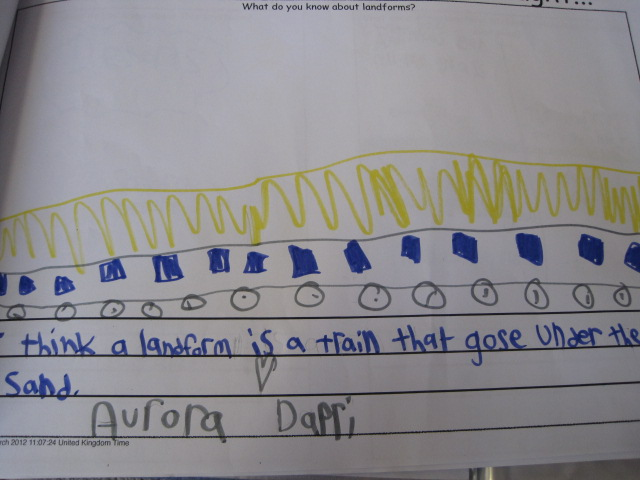 What do you know about landforms?
think a landform is a train that gose under the
sand.
Aurora Dappi
rch 2012 11:07:24 United Kingdom Time